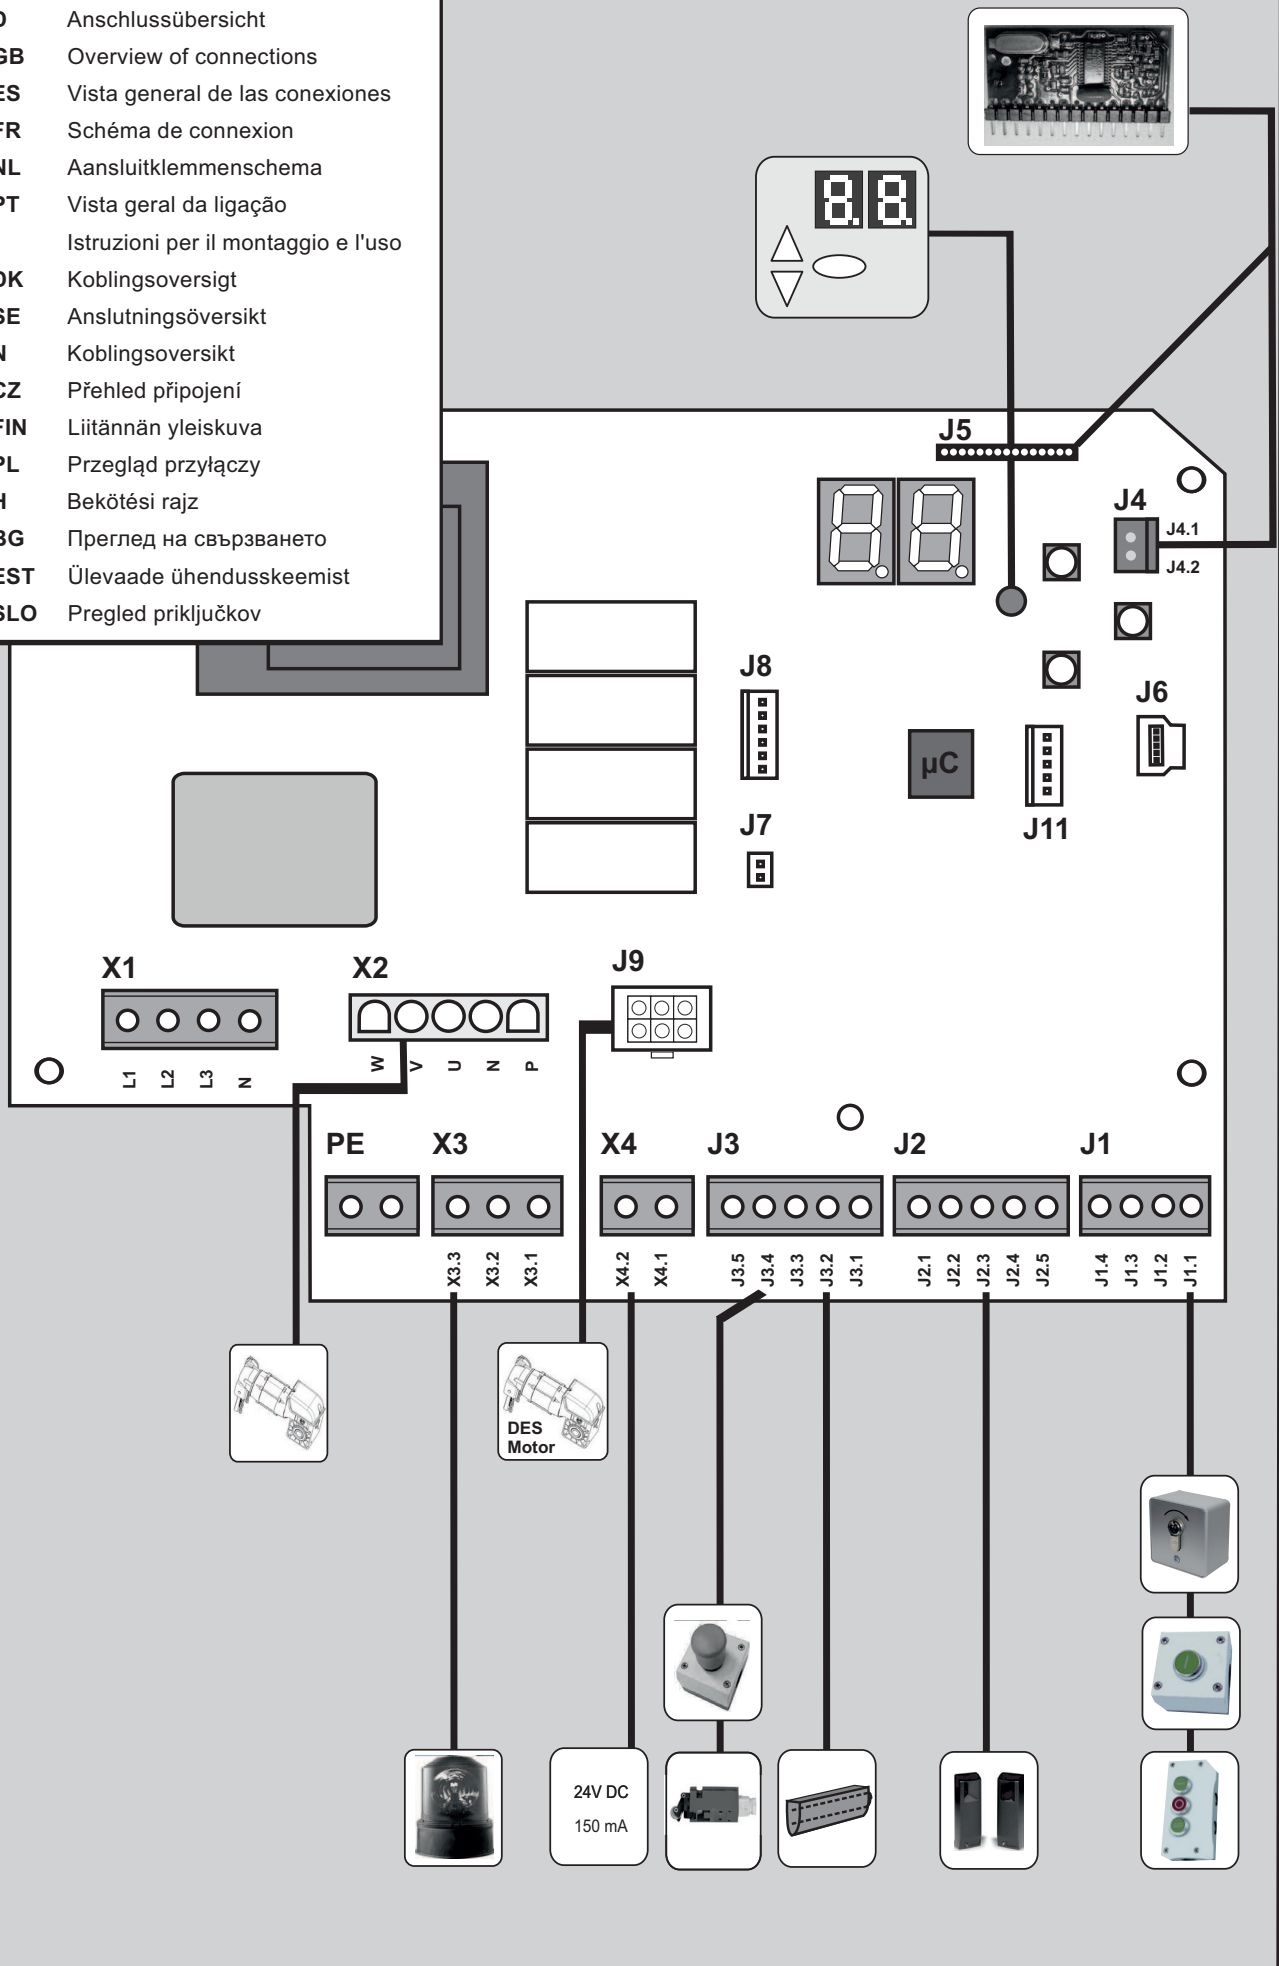 D Anschlussübersicht
GB Overview of connections
ES Vista general de las conexiones
FR Schéma de connexion
NL Aansluitklemmenschema
PT Vista geral da ligação
Istruzioni per il montaggio e l'uso
DK Koblingsoversigt
SE Anslutningsöversikt
N Koblingsoversikt
CZ Přehled připojení
FIN Liitännän yleiskuva
PL Przegląd przyłączy
H Bekötési rajz
BG Преглед на свързването
EST Ülevaade ühendusskeemist
SLO Pregled priključkov
8.8.
J5
8.8.
J4
J4.1
J4.2
J8
J6
µC
J7
J11
X1
X2
J9
L1 L2 L3 N
W V U N P
PE
X3
X4
J3
J2
J1
X3.3 X3.2 X3.1
X4.2 X4.1
J3.5 J3.4 J3.3 J3.2 J3.1
J2.1 J2.2 J2.3 J2.4 J2.5
J1.4 J1.3 J1.2 J1.1
DES
Motor
24V DC
150 mA